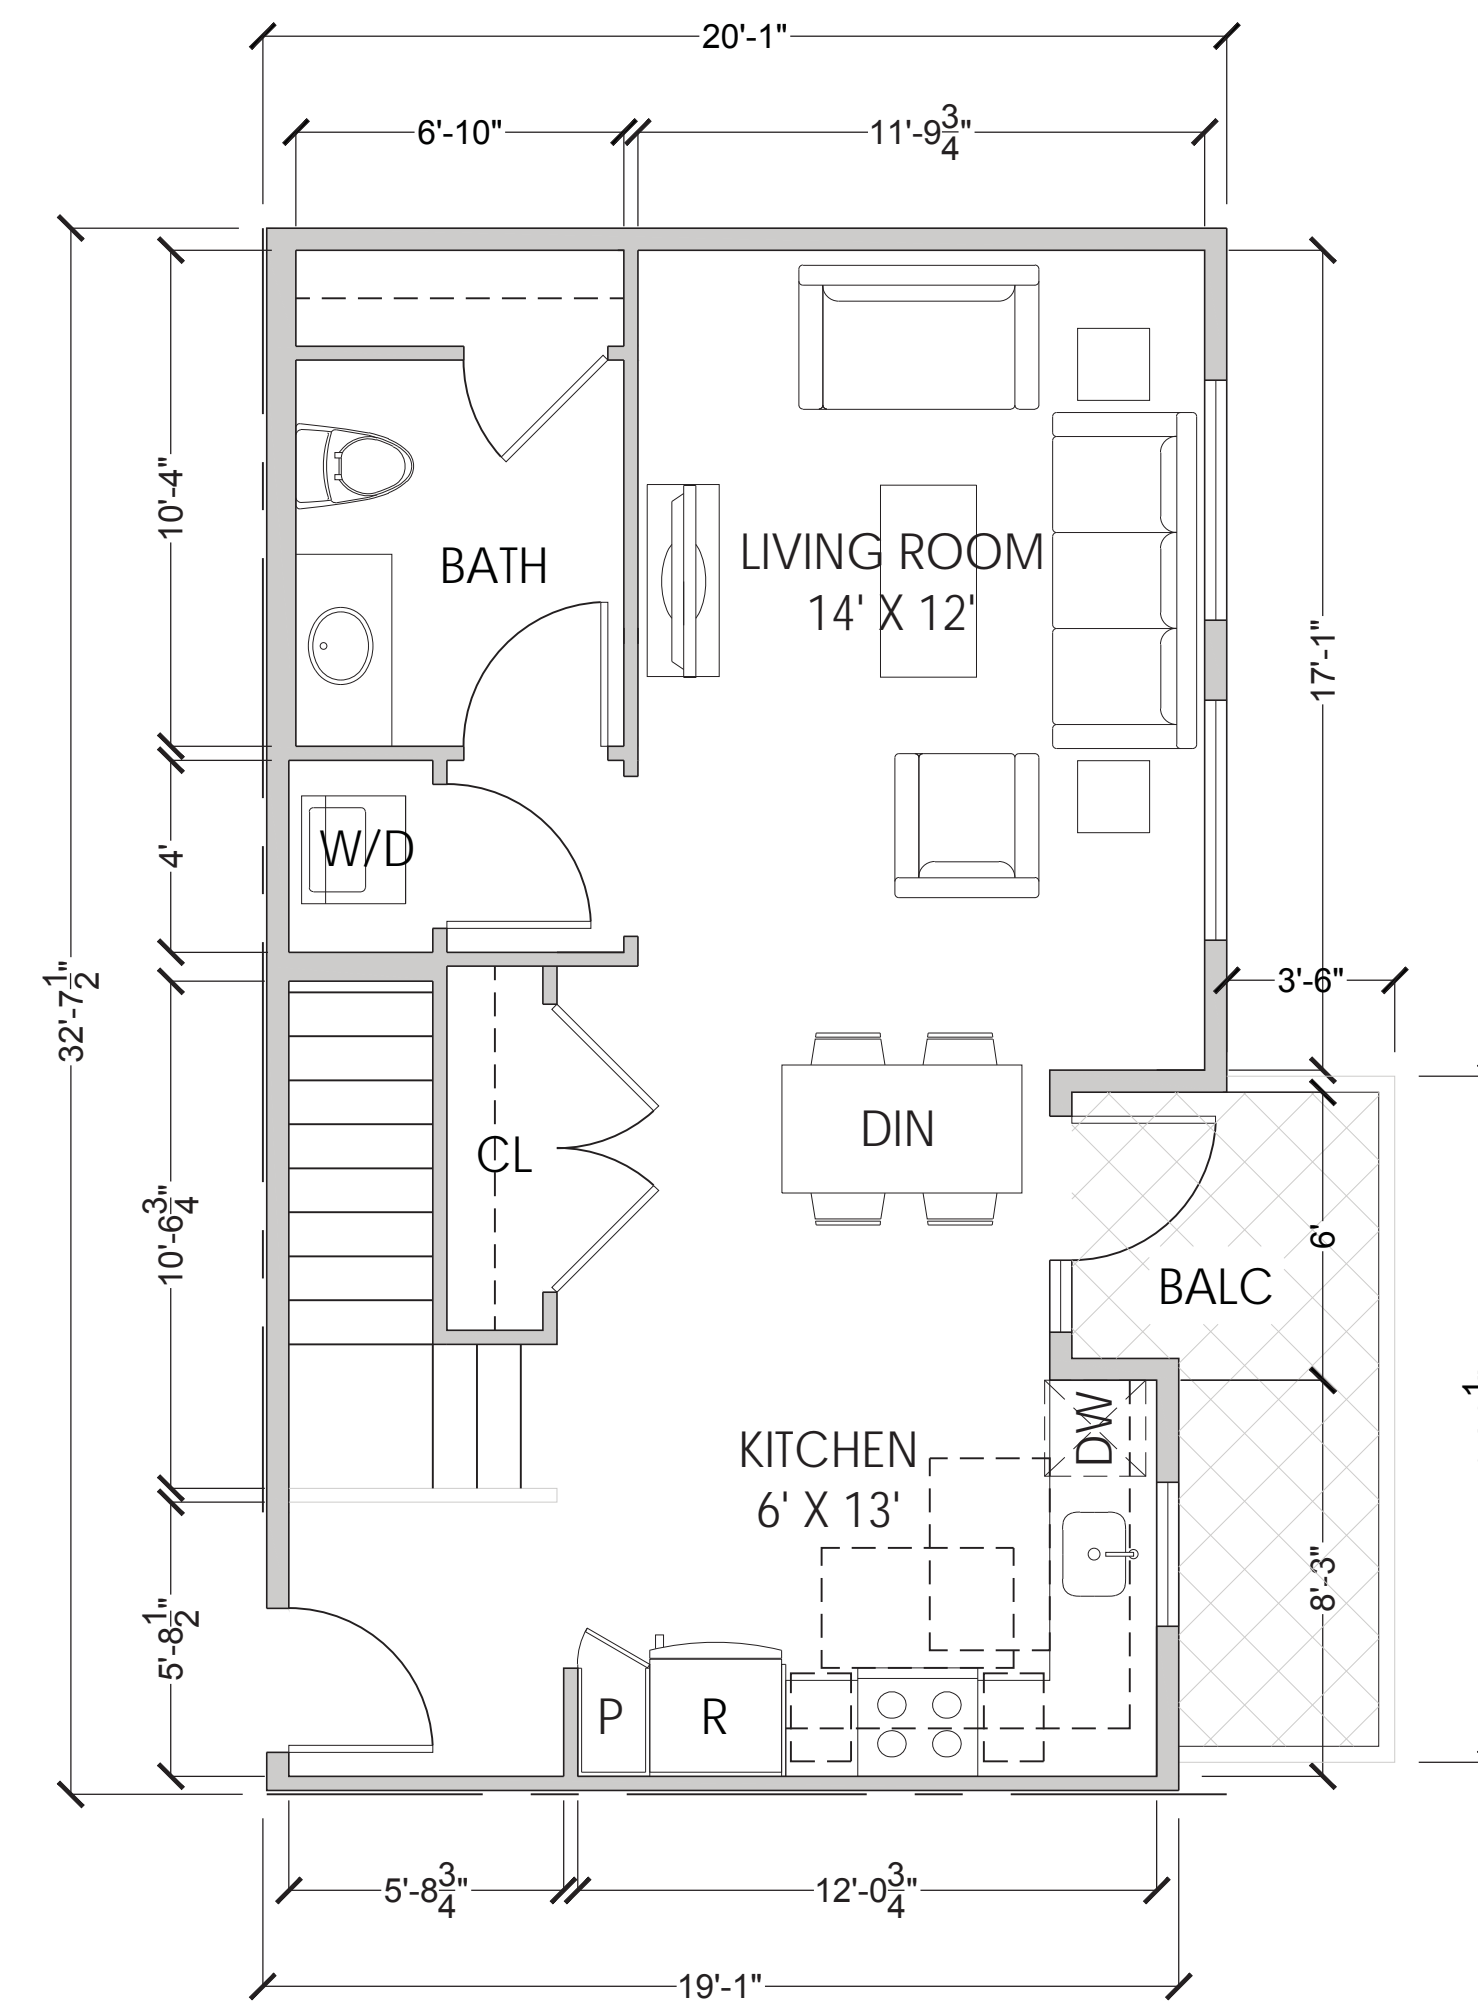 20'-1"
6'-10"
11'-9 3/4"
10'-4"
BATH
LIVING ROOM
14' X 12'
17'-1"
4'
W/D
32'-7 1/2"
3'-6"
DIN
CL
10'-6 3/4"
6'
BALC
DW
KITCHEN
6' X 13'
8'-3"
5'-8 1/2"
P
R
5'-8 3/4"
12'-0 3/4"
19'-1"